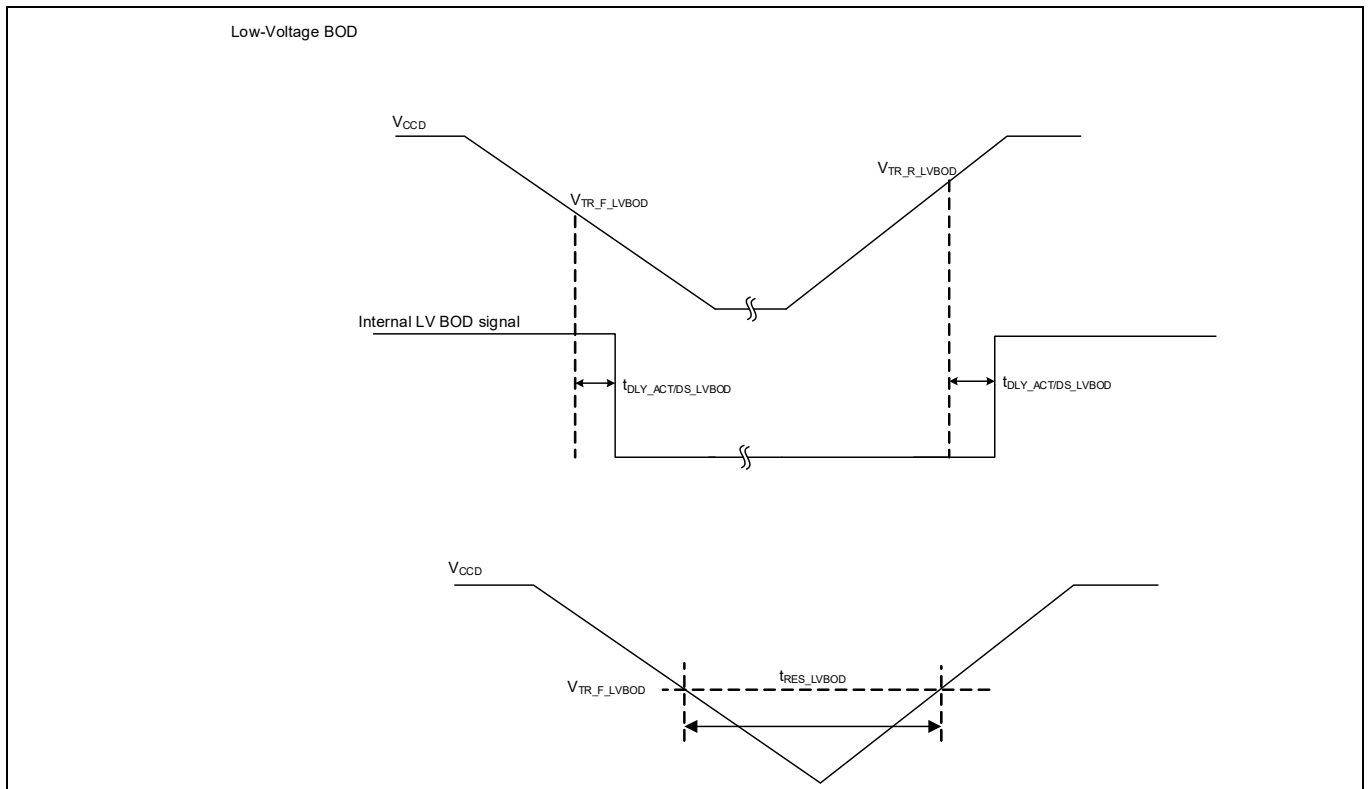 Low-Voltage BOD
VCCD
VTR_R_LVBOD
VTR_F_LVBOD
Internal LV BOD signal
tDLY_ACT/DS_LVBOD
tDLY_ACT/DS_LVBOD
VCCD
tRES_LVBOD
VTR_F_LVBOD